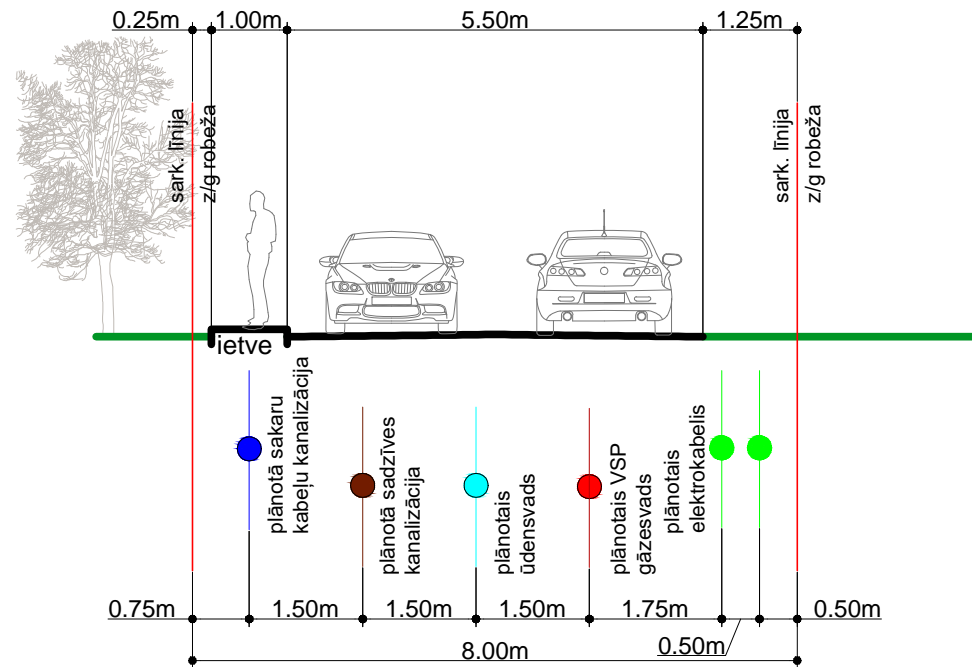 0.25m 1.00m 5.50m 1.25m
sark. līnija
z/g robeža
sark. līnija
z/g robeža
ietve
plānotā sakaru
kabeļu kanalizācija
plānotā sadzīves
kanalizācija
plānotais
ūdensvads
plānotais VSP
gāzesvads
plānotais
elektrokabelis
0.75m 1.50m 1.50m 1.50m 1.75m 0.50m 0.50m
8.00m